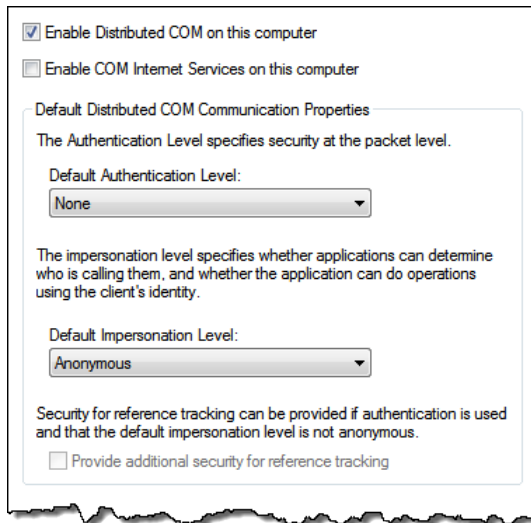 Enable Distributed COM on this computer
Enable COM Internet Services on this computer
Default Distributed COM Communication Properties
The Authentication Level specifies security at the packet level.
Default Authentication Level:
None
The impersonation level specifies whether applications can determine
who is calling them, and whether the application can do operations
using the client's identity.
Default Impersonation Level:
Anonymous
Security for reference tracking can be provided if authentication is used
and that the default impersonation level is not anonymous.
Provide additional security for reference tracking